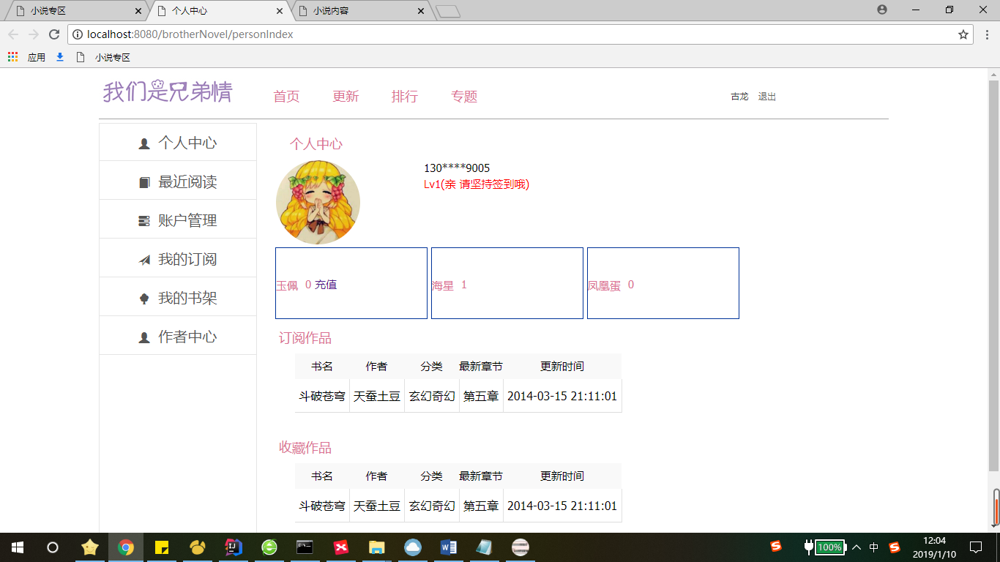 小说专区 个人中心 小说内容
localhost:8080/brotherNovel/personIndex
应用 小说专区
我们是兄弟情 首页 更新 排行 专题 古龙 退出
个人中心
最近阅读
账户管理
我的订阅
我的书架
作者中心
个人中心
130****9005
Lv1(亲 请坚持签到哦)
玉佩 0 充值 海星 1 凤凰蛋 0
订阅作品
书名 作者 分类 最新章节 更新时间
斗破苍穹 天蚕土豆 玄幻奇幻 第五章 2014-03-15 21:11:01
收藏作品
书名 作者 分类 最新章节 更新时间
斗破苍穹 天蚕土豆 玄幻奇幻 第五章 2014-03-15 21:11:01
100% 中 12:04
2019/1/10